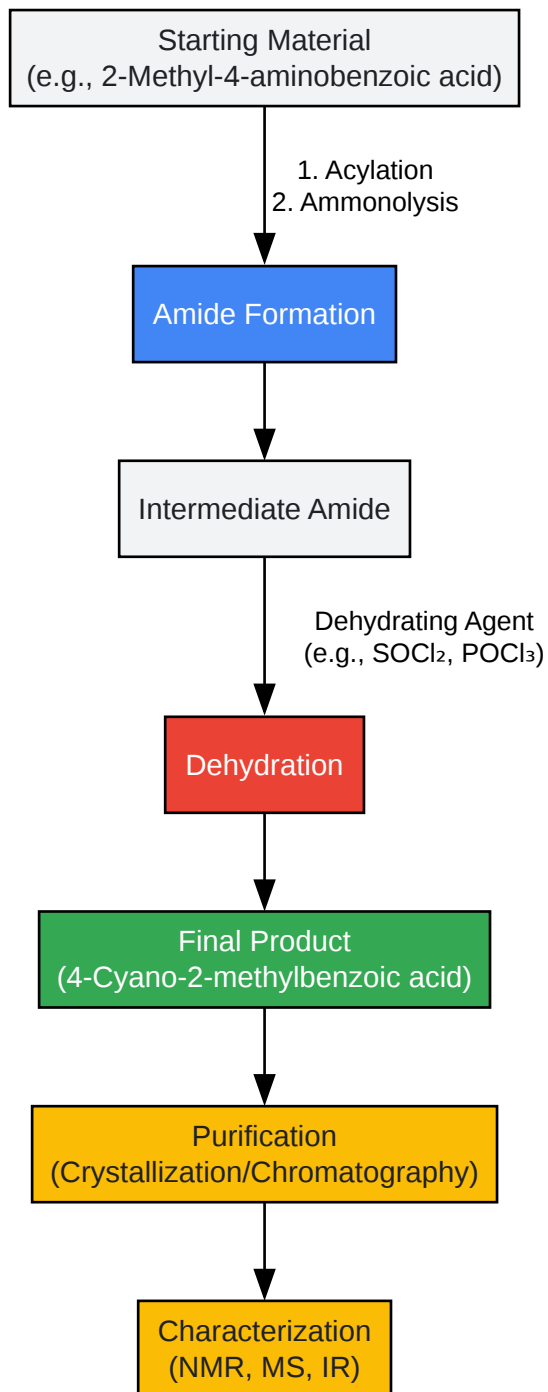 Starting Material
(e.g., 2-Methyl-4-aminobenzoic acid)
1. Acylation
2. Ammonolysis
Amide Formation
Intermediate Amide
Dehydrating Agent
(e.g., SOCl₂, POCl₃)
Dehydration
Final Product
(4-Cyano-2-methylbenzoic acid)
Purification
(Crystallization/Chromatography)
Characterization
(NMR, MS, IR)